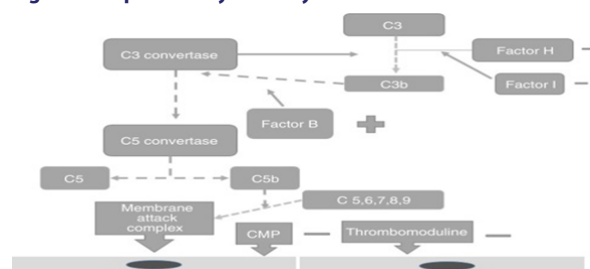 C3
C3 convertase
Factor H
C3b
Factor I
Factor B
C5 convertase
C5
C5b
C 5,6,7,8,9
Membrane
attack
complex
CMP
Thrombomoduline